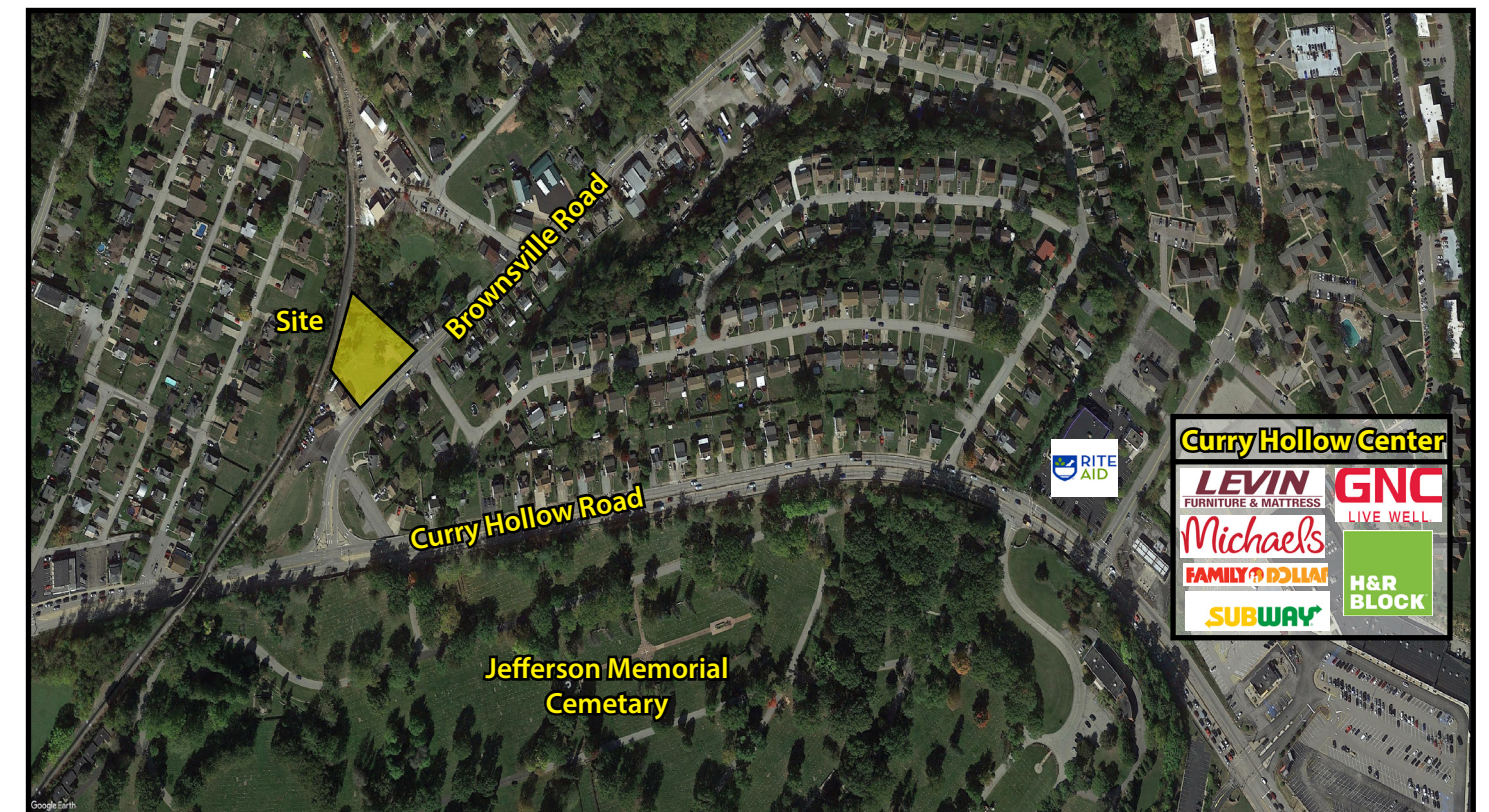 Site
Brownsville Road
Curry Hollow Road
RITE
AID
Curry Hollow Center
LEVIN
FURNITURE & MATTRESS
GNC
LIVE WELL
Michaels
FAMILY DOLLAR
H&R
BLOCK
SUBWAY
Jefferson Memorial
Cemetary
Google Earth